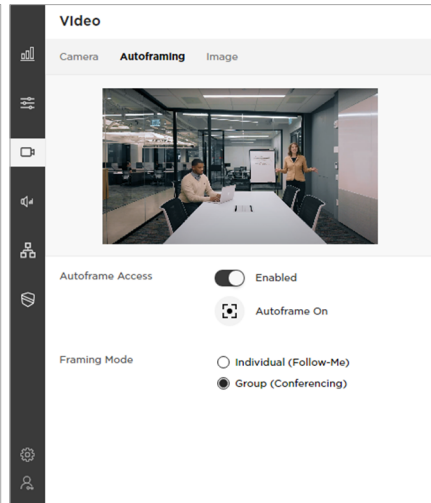 VIdeo
Camera Autoframing Image
Autoframe Access Enabled
Autoframe On
Framing Mode Individual (Follow-Me)
Group (Conferencing)